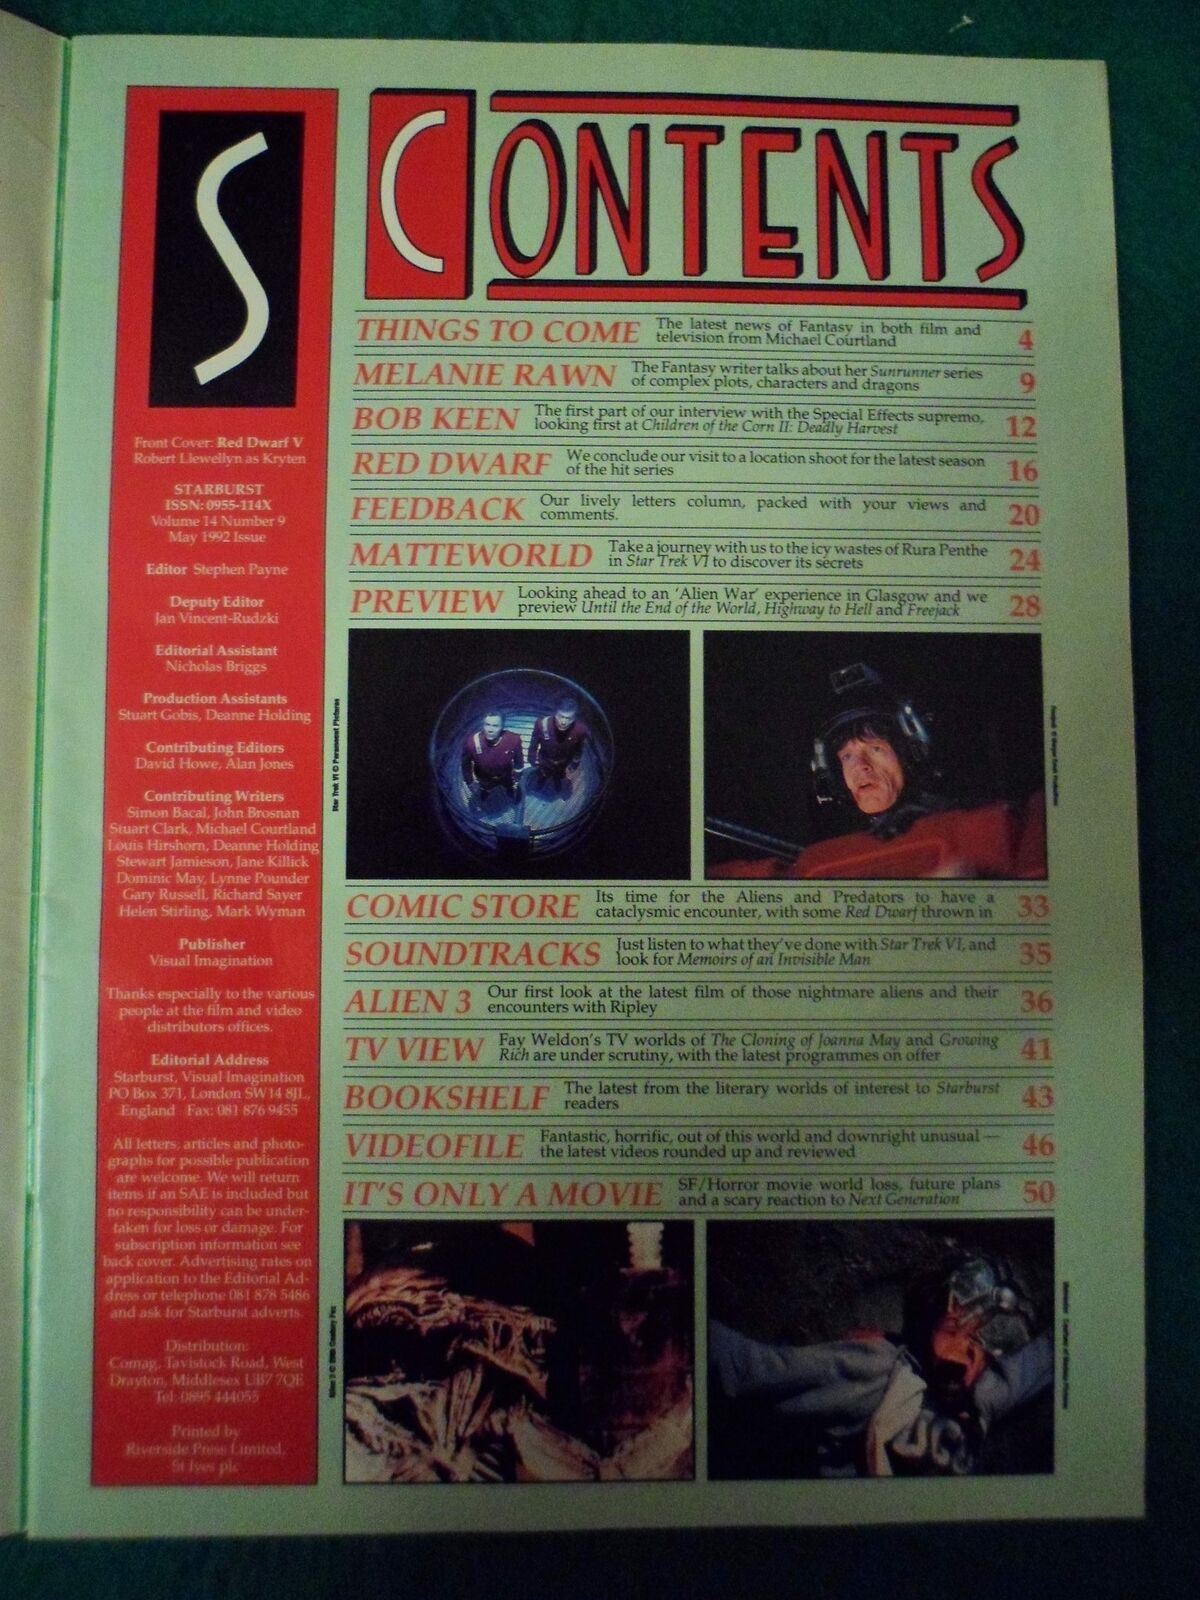 S
Front Cover: Red Dwarf V
Robert Llewellyn as Kryten
STARBURST
ISSN: 0955-114X
Volume 14 Number 9
May 1992 Issue
Editor Stephen Payne
Deputy Editor
Jan Vincent-Rudzki
Editorial Assistant
Nicholas Briggs
Production Assistants
Stuart Gobis, Deanne Holding
Contributing Editors
David Howe, Alan Jones
Contributing Writers
Simon Bacal, John Brosnan
Stuart Clark, Michael Courtland
Louis Hirshorn, Deanne Holding
Stewart Jamieson, Jane Killick
Dominic May, Lynne Pounder
Gary Russell, Richard Sayer
Helen Stirling, Mark Wyman
Publisher
Visual Imagination
Thanks especially to the various
people at the film and video
distributors offices.
Editorial Address
Starburst, Visual Imagination
PO Box 371, London SW14 8JL,
England Fax: 081 876 9455
All letters, articles and photo-
graphs for possible publication
are welcome. We will return
items if an SAE is included but
no responsibility can be under-
taken for loss or damage. For
subscription information see
back cover. Advertising rates on
application to the Editorial Ad-
dress or telephone 081 878 5486
and ask for Starburst adverts.
Distribution:
Comag, Tavistock Road, West
Drayton, Middlesex UB7 7QE
Tel: 0895 444055
Printed by
Riverside Press Limited,
St Ives plc
CONTENTS
THINGS TO COME The latest news of Fantasy in both film and
television from Michael Courtland 4
MELANIE RAWN The Fantasy writer talks about her Sunrunner series
of complex plots, characters and dragons 9
BOB KEEN The first part of our interview with the Special Effects supremo,
looking first at Children of the Corn II: Deadly Harvest 12
RED DWARF We conclude our visit to a location shoot for the latest season
of the hit series 16
FEEDBACK Our lively letters column, packed with your views and
comments. 20
MATTEWORLD Take a journey with us to the icy wastes of Rura Penthe
in Star Trek VI to discover its secrets 24
PREVIEW Looking ahead to an 'Alien War' experience in Glasgow and we
preview Until the End of the World, Highway to Hell and Freejack 28
Star Trek VI © Paramount Pictures
COMIC STORE Its time for the Aliens and Predators to have a
cataclysmic encounter, with some Red Dwarf thrown in 33
SOUNDTRACKS Just listen to what they've done with Star Trek VI, and
look for Memoirs of an Invisible Man 35
ALIEN 3 Our first look at the latest film of those nightmare aliens and their
encounters with Ripley 36
TV VIEW Fay Weldon's TV worlds of The Cloning of Joanna May and Growing
Rich are under scrutiny, with the latest programmes on offer 41
BOOKSHELF The latest from the literary worlds of interest to Starburst
readers 43
VIDEOFILE Fantastic, horrific, out of this world and downright unusual —
the latest videos rounded up and reviewed 46
IT'S ONLY A MOVIE SF/Horror movie world loss, future plans
and a scary reaction to Next Generation 50